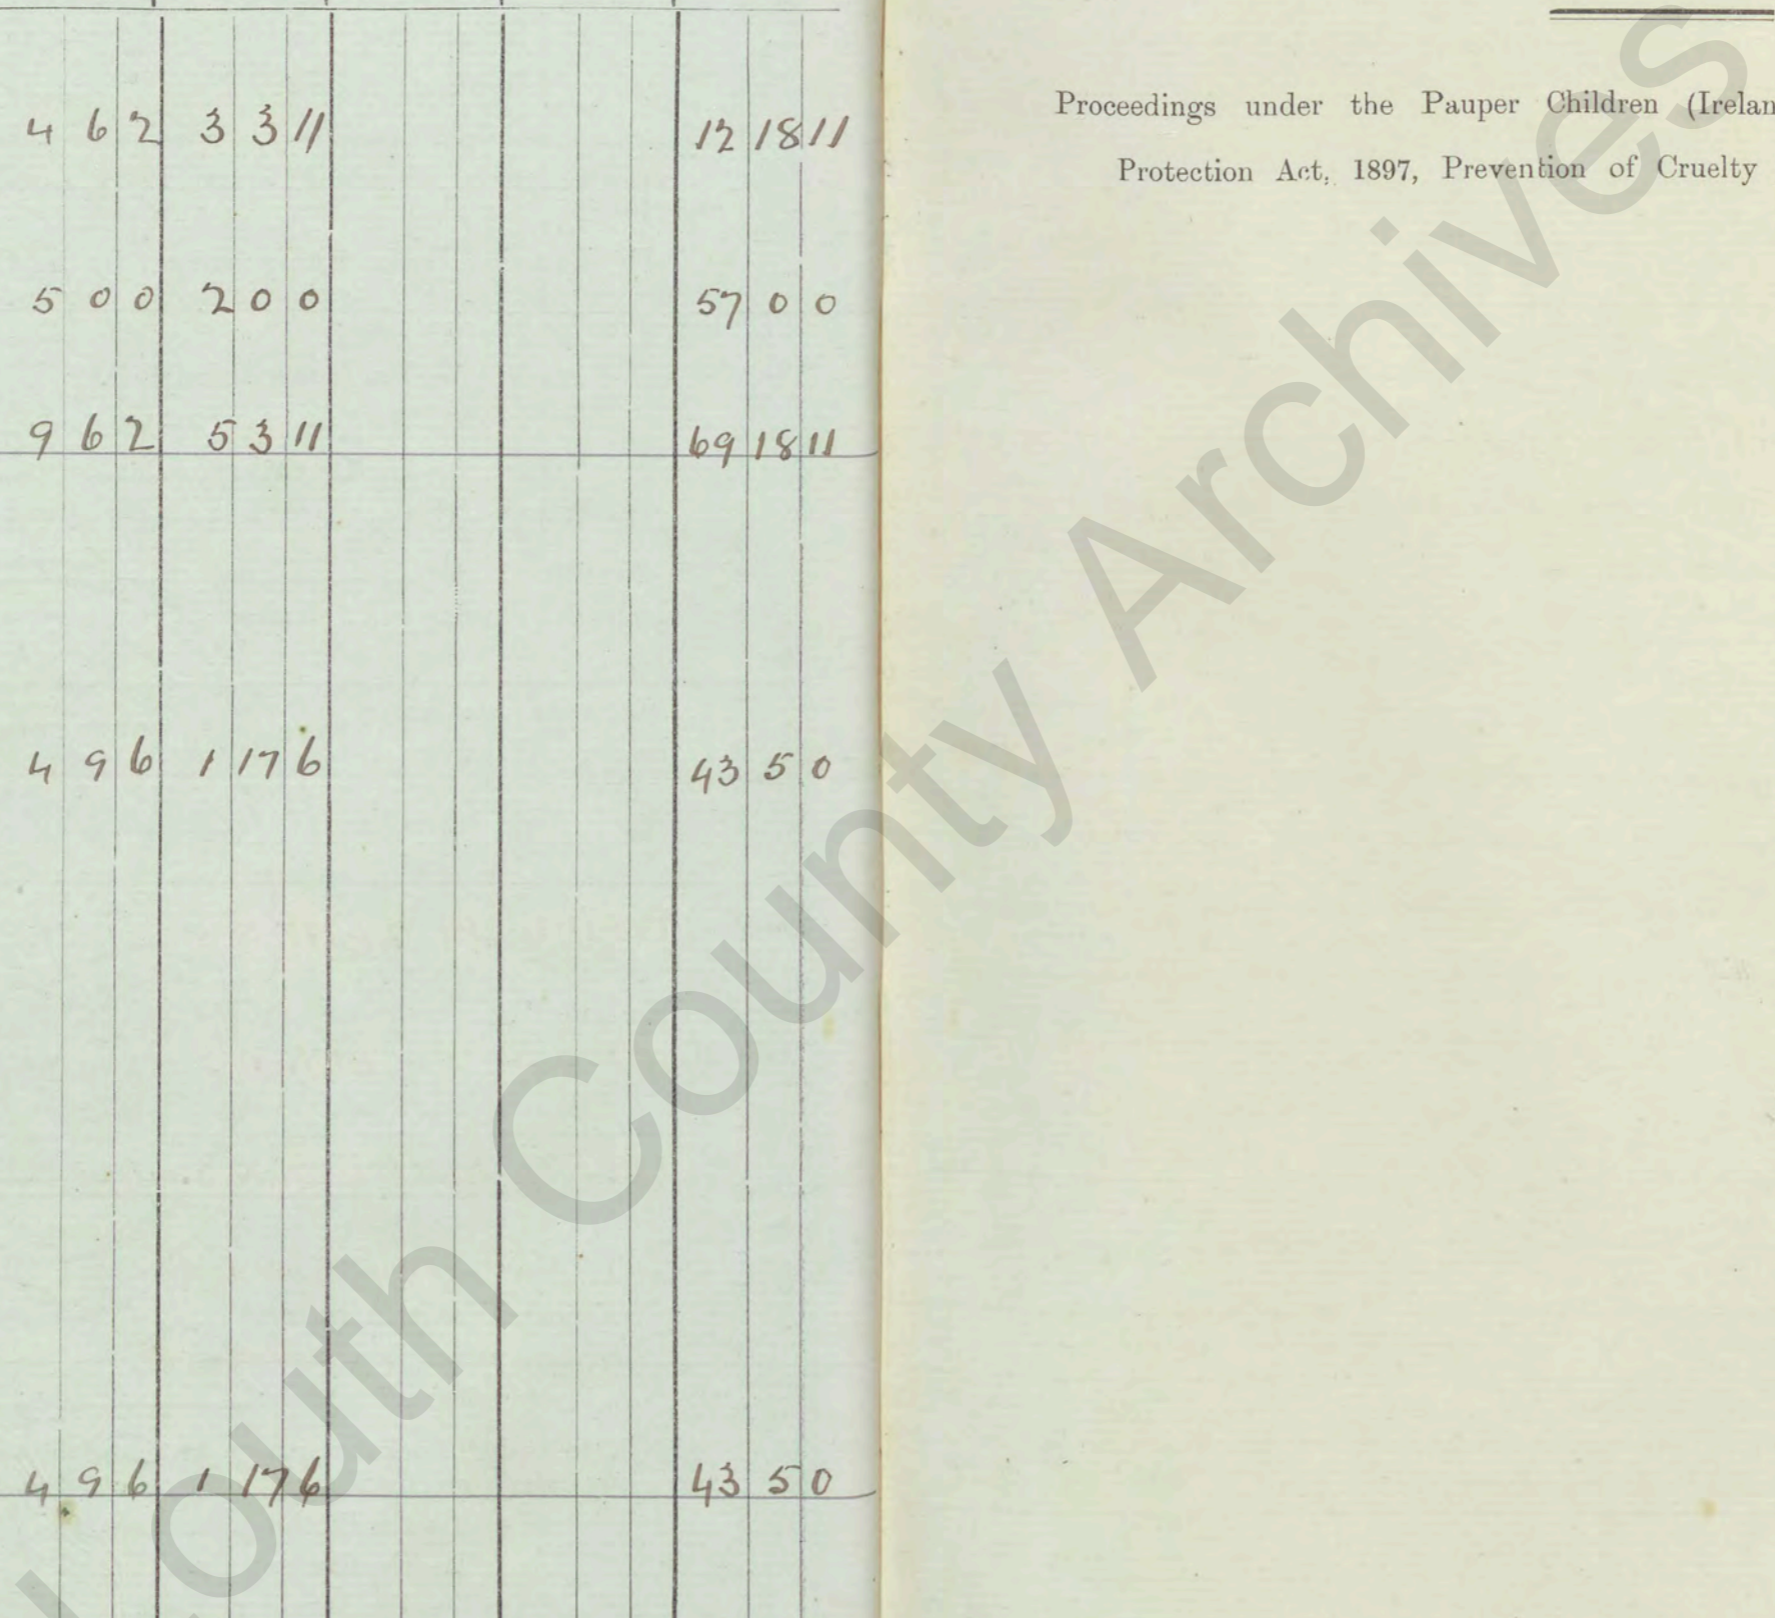 4 6 2 3 3 11 12 18 11
5 0 0 2 0 0 57 0 0
9 6 2 5 3 11 69 18 11
4 9 6 1 17 6 43 5 0
4 9 6 1 17 6 43 5 0
Proceedings under the Pauper Children (Irelan
Protection Act, 1897, Prevention of Cruelty
outh County Archives